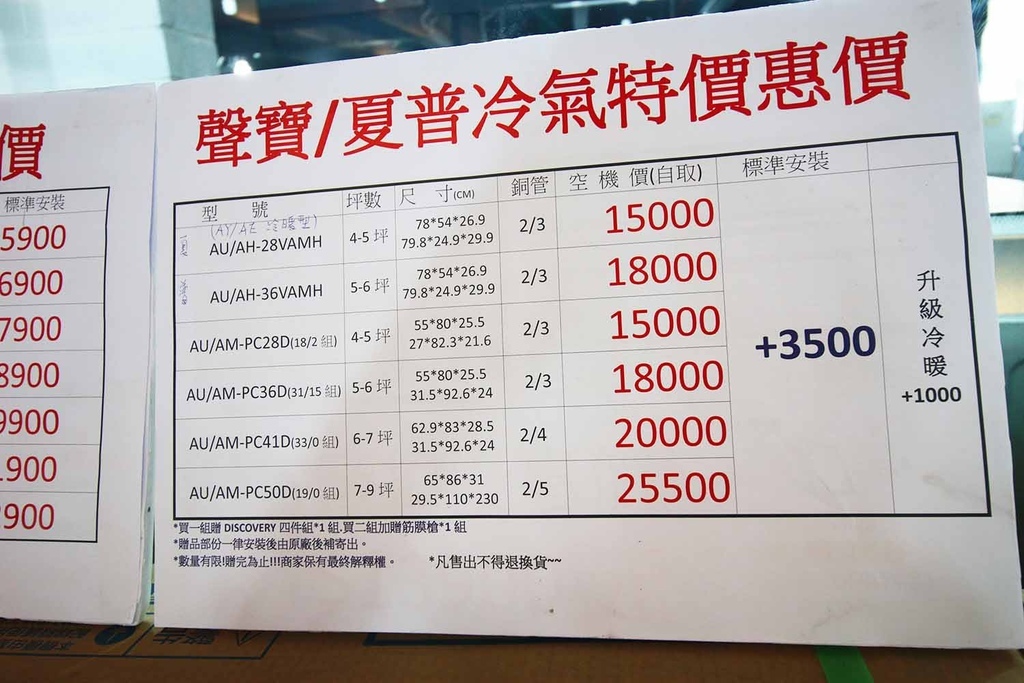 價
標準安裝
5900
6900
7900
8900
9900
1900
2900
聲寶/夏普冷氣特價惠價
型 號 坪數 尺 寸(CM) 銅管 空機價(自取) 標準安裝
(AY/AE 冷暖型)
AU/AH-28VAMH 4-5 坪 78*54*26.9 2/3 15000
79.8*24.9*29.9
AU/AH-36VAMH 5-6 坪 78*54*26.9 2/3 18000
79.8*24.9*29.9
AU/AM-PC28D(18/2 組) 4-5 坪 55*80*25.5 2/3 15000
27*82.3*21.6
AU/AM-PC36D(31/15 組) 5-6 坪 55*80*25.5 2/3 18000
31.5*92.6*24
AU/AM-PC41D(33/0 組) 6-7 坪 62.9*83*28.5 2/4 20000
31.5*92.6*24
AU/AM-PC50D(19/0 組) 7-9 坪 65*86*31 2/5 25500
29.5*110*230
+3500
升級冷暖
+1000
*買一組贈 DISCOVERY 四件組*1 組.買二組加贈筋膜槍*1 組
*贈品部份一律安裝後由原廠後補寄出。
*數量有限!贈完為止!!!商家保有最終解釋權。 *凡售出不得退換貨~~